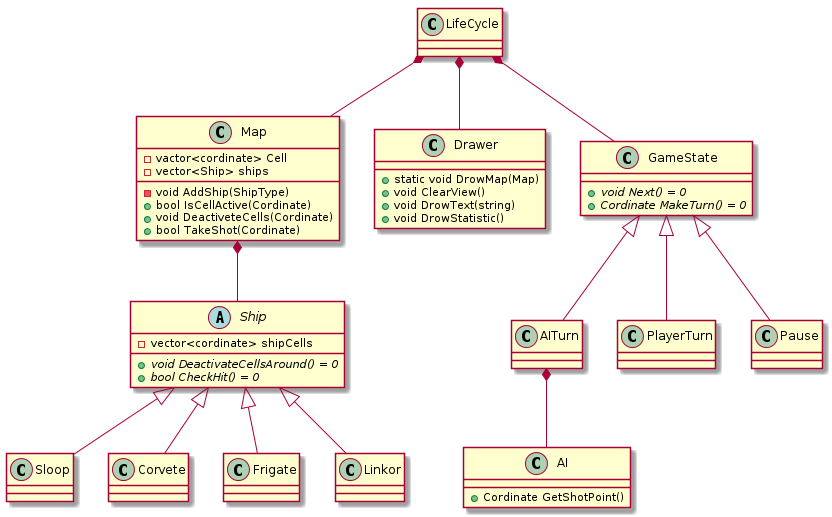 C LifeCycle
C Map
vactor<cordinate> Cell
vector<Ship> ships
void AddShip(ShipType)
bool IsCellActive(Cordinate)
void DeactiveteCells(Cordinate)
bool TakeShot(Cordinate)
C Drawer
static void DrowMap(Map)
void ClearView()
void DrowText(string)
void DrowStatistic()
C GameState
void Next() = 0
Cordinate MakeTurn() = 0
A Ship
vector<cordinate> shipCells
void DeactivateCellsAround() = 0
bool CheckHit() = 0
C AITurn
C PlayerTurn
C Pause
C Sloop
C Corvete
C Frigate
C Linkor
C AI
Cordinate GetShotPoint()